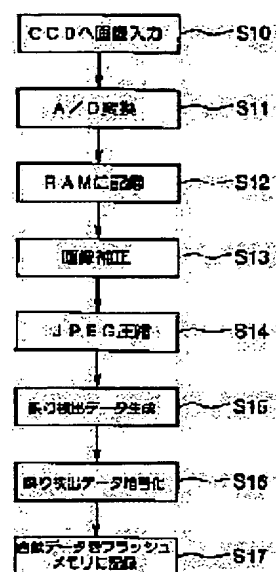 CCDへ画像入力 S10
A/D変換 S11
RAMに記録 S12
画像補正 S13
JPEG圧縮 S14
誤り検出データ生成 S15
誤り検出データ暗号化 S16
画像データをフラッシュ
メモリに記録 S17